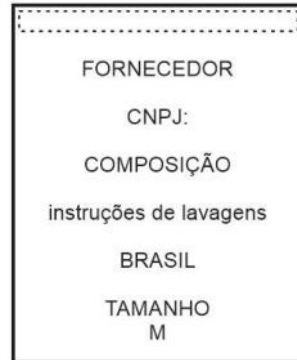 FORNECEDOR
CNPJ:
COMPOSIÇÃO
instruções de lavagens
BRASIL
TAMANHO
M